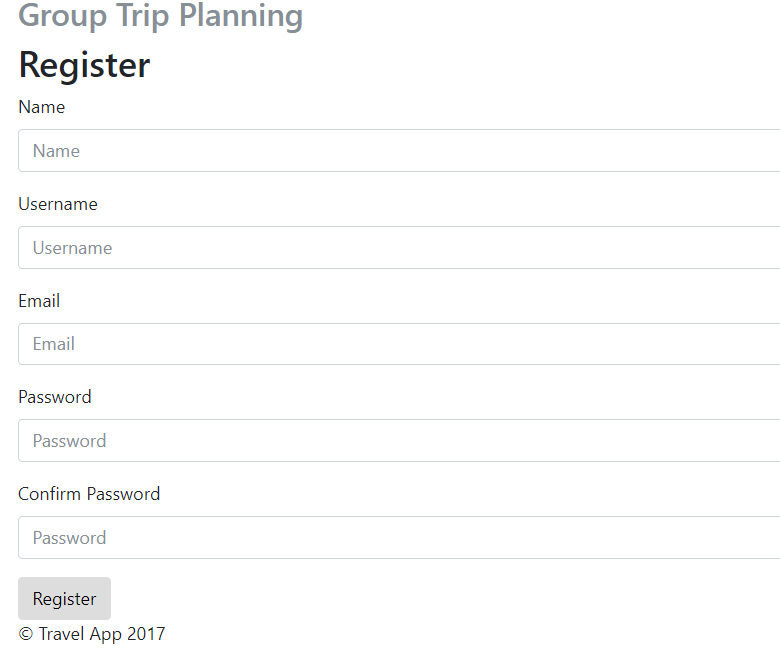 Group Trip Planning
Register
Name
Name
Username
Username
Email
Email
Password
Password
Confirm Password
Password
Register
© Travel App 2017